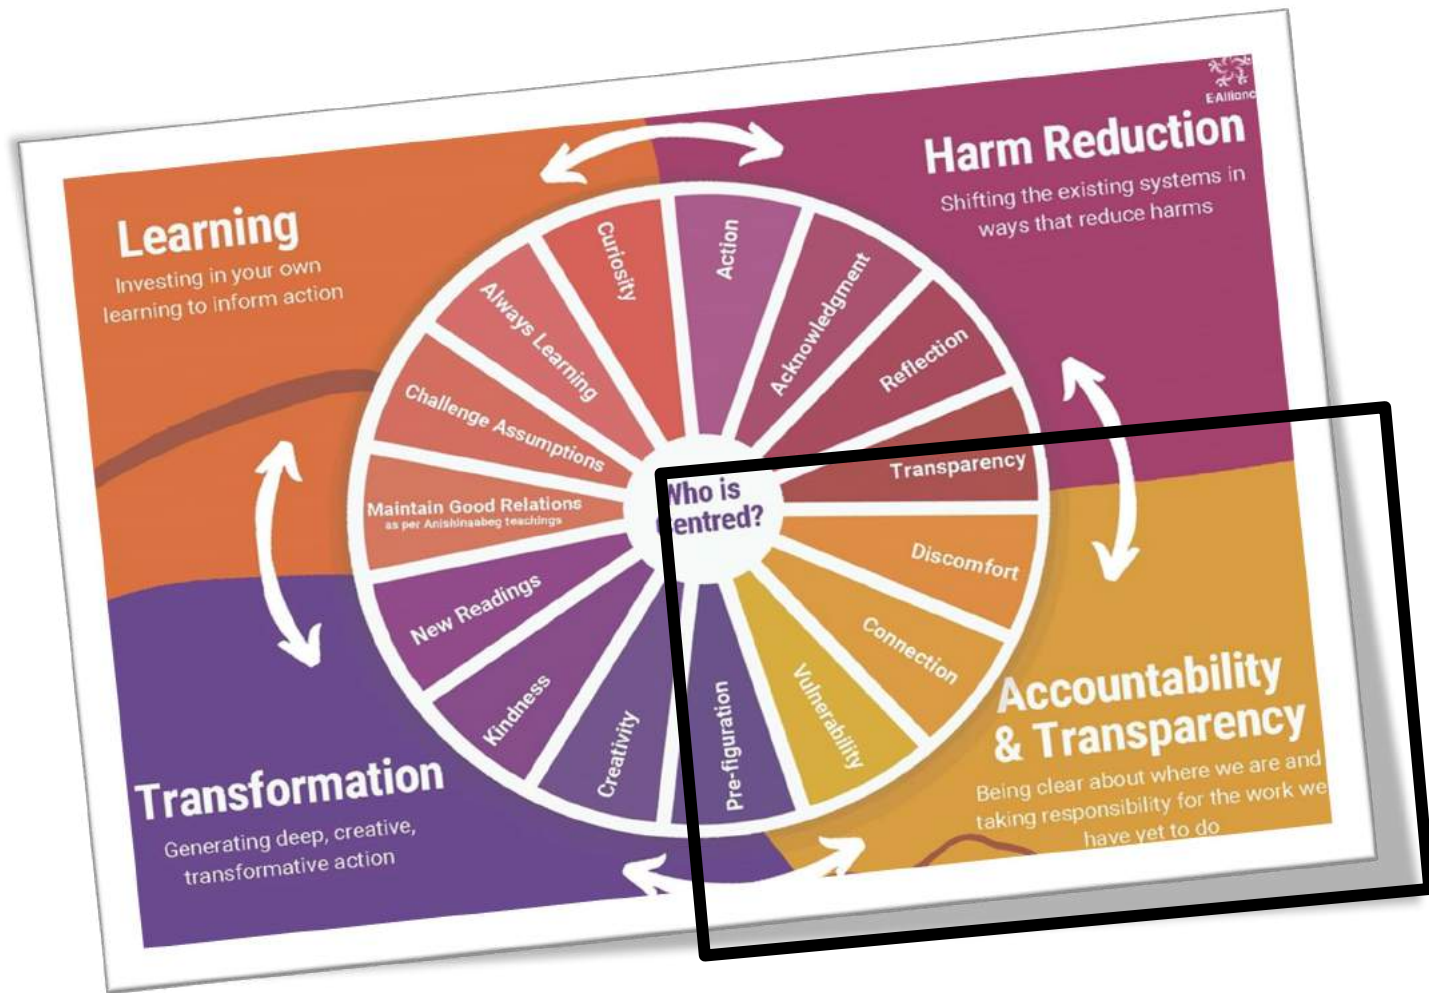 E-Alliance
Harm Reduction
Shifting the existing systems in
ways that reduce harms
Learning
Investing in your own
learning to inform action
Curiosity
Action
Always Learning
Acknowledgment
Reflection
Challenge Assumptions
Transparency
Maintain Good Relations
as per Anishinaabeg teachings
Who is
Centred?
Discomfort
New Readings
Connection
Kindness
Creativity
Pre-figuration
Vulnerability
Accountability
& Transparency
Being clear about where we are and
taking responsibility for the work we
have yet to do
Transformation
Generating deep, creative,
transformative action